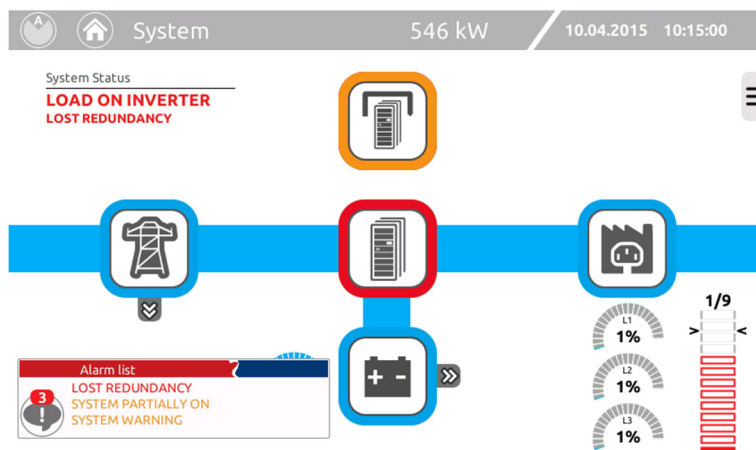 A
System
546 kW
10.04.2015 10:15:00
System Status
LOAD ON INVERTER
LOST REDUNDANCY
1/9
L1
1%
> <
L2
1%
L3
1%
Alarm list
3
LOST REDUNDANCY
SYSTEM PARTIALLY ON
SYSTEM WARNING